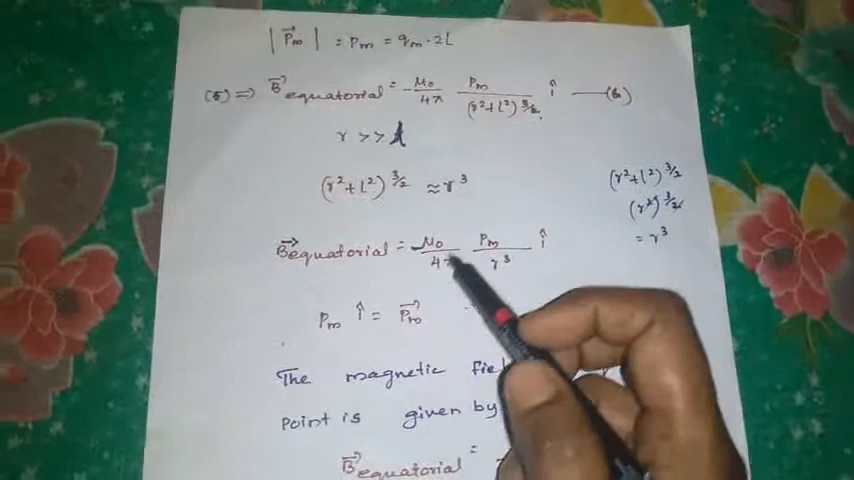 |P⃗m| = Pm = qm · 2l
(5) ⇒ B⃗ equatorial = -μ₀/4π Pm/(r²+l²)^3/2 î —(6)
r >> l
(r²+l²)^3/2 ≈ r³
(r²+l²)^3/2
(r²)^3/2
= r³
B⃗ equatorial = -μ₀/4π Pm/r³ î
Pm î = P⃗m
The magnetic
point is given by
B⃗ equatorial =